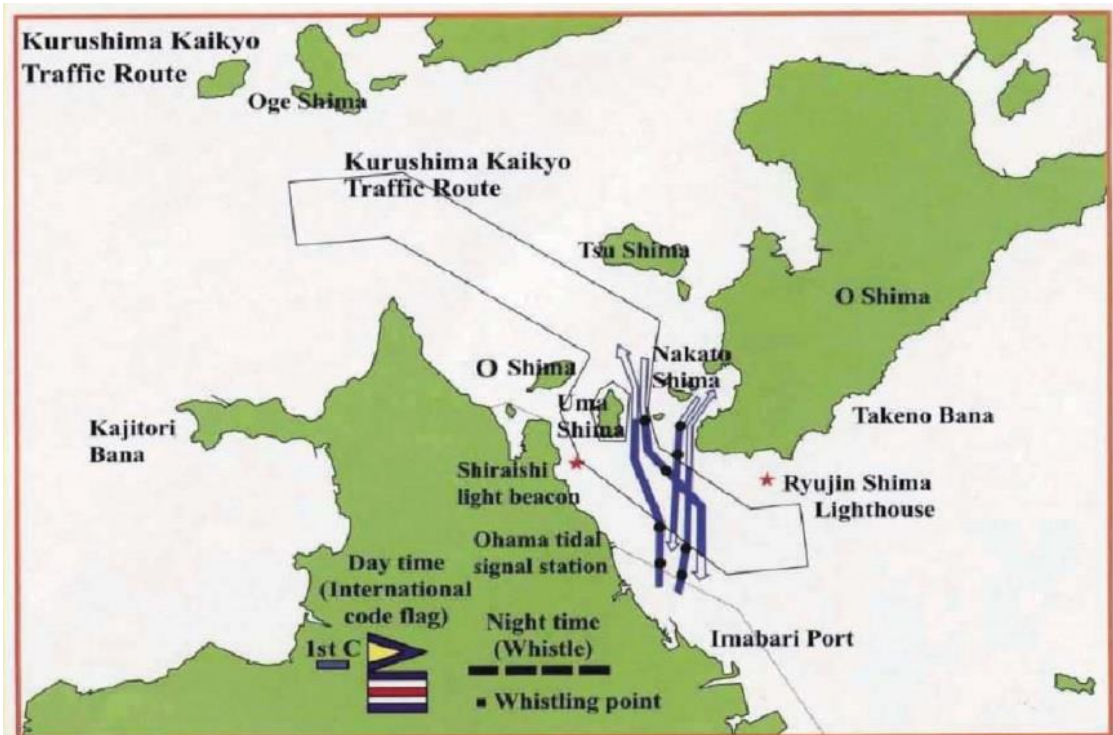 Kurushima Kaikyo
Traffic Route
Oge Shima
Kurushima Kaikyo
Traffic Route
Tsu Shima
O Shima
Nakato
Shima
O Shima
Uma
Shima
Takeno Bana
Kajitori
Bana
Shiraishi
light beacon
Ryujin Shima
Lighthouse
Ohama tidal
signal station
Day time
(International
code flag)
1st C
Night time
(Whistle)
Whistling point
Imabari Port